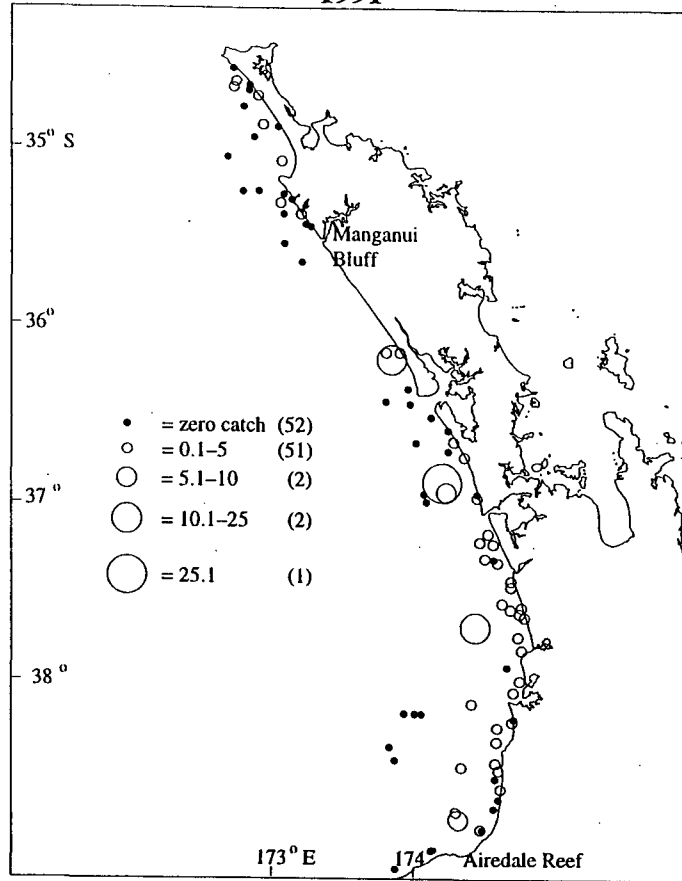 1991
35° S
Manganui
Bluff
36°
= zero catch (52)
= 0.1–5 (51)
= 5.1–10 (2)
37°
= 10.1–25 (2)
= 25.1 (1)
38°
173° E
174
Airedale Reef